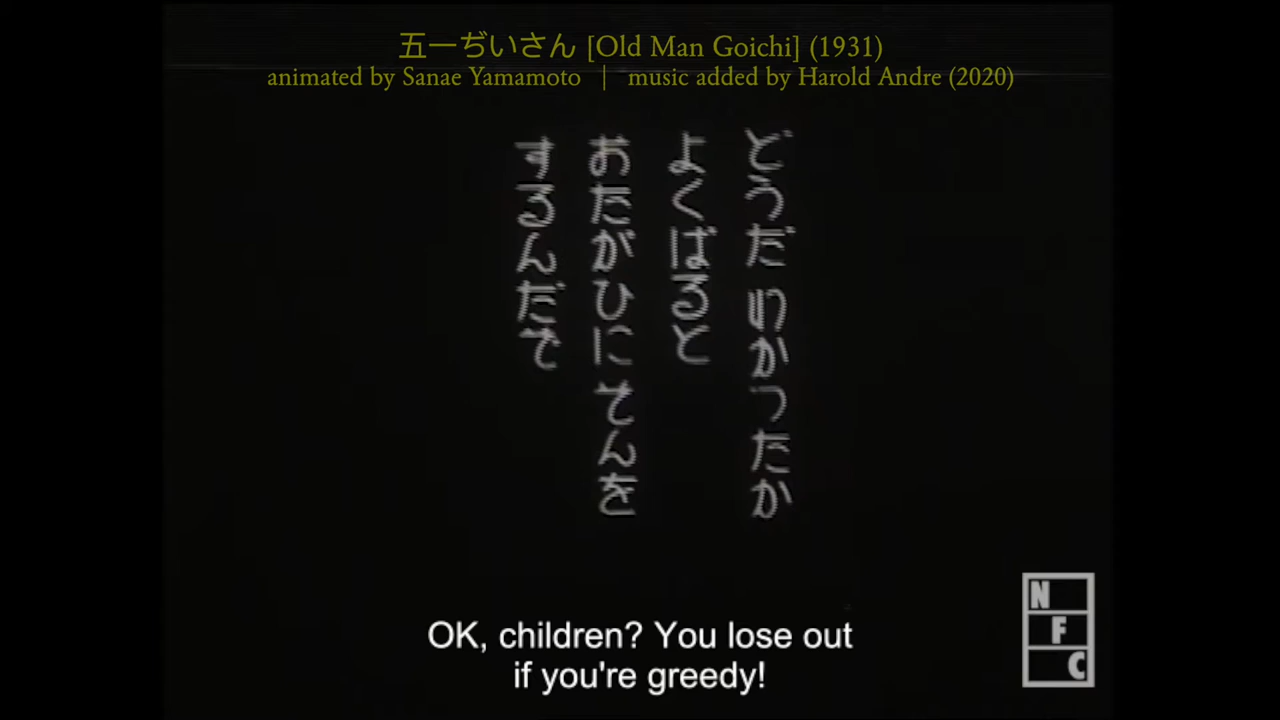 五一ぢいさん [Old Man Goichi] (1931)
animated by Sanae Yamamoto | music added by Harold Andre (2020)
どうだ わかつたか
よくばると
おたがひに そんを
するんだで
OK, children? You lose out
if you're greedy!
N
F
C